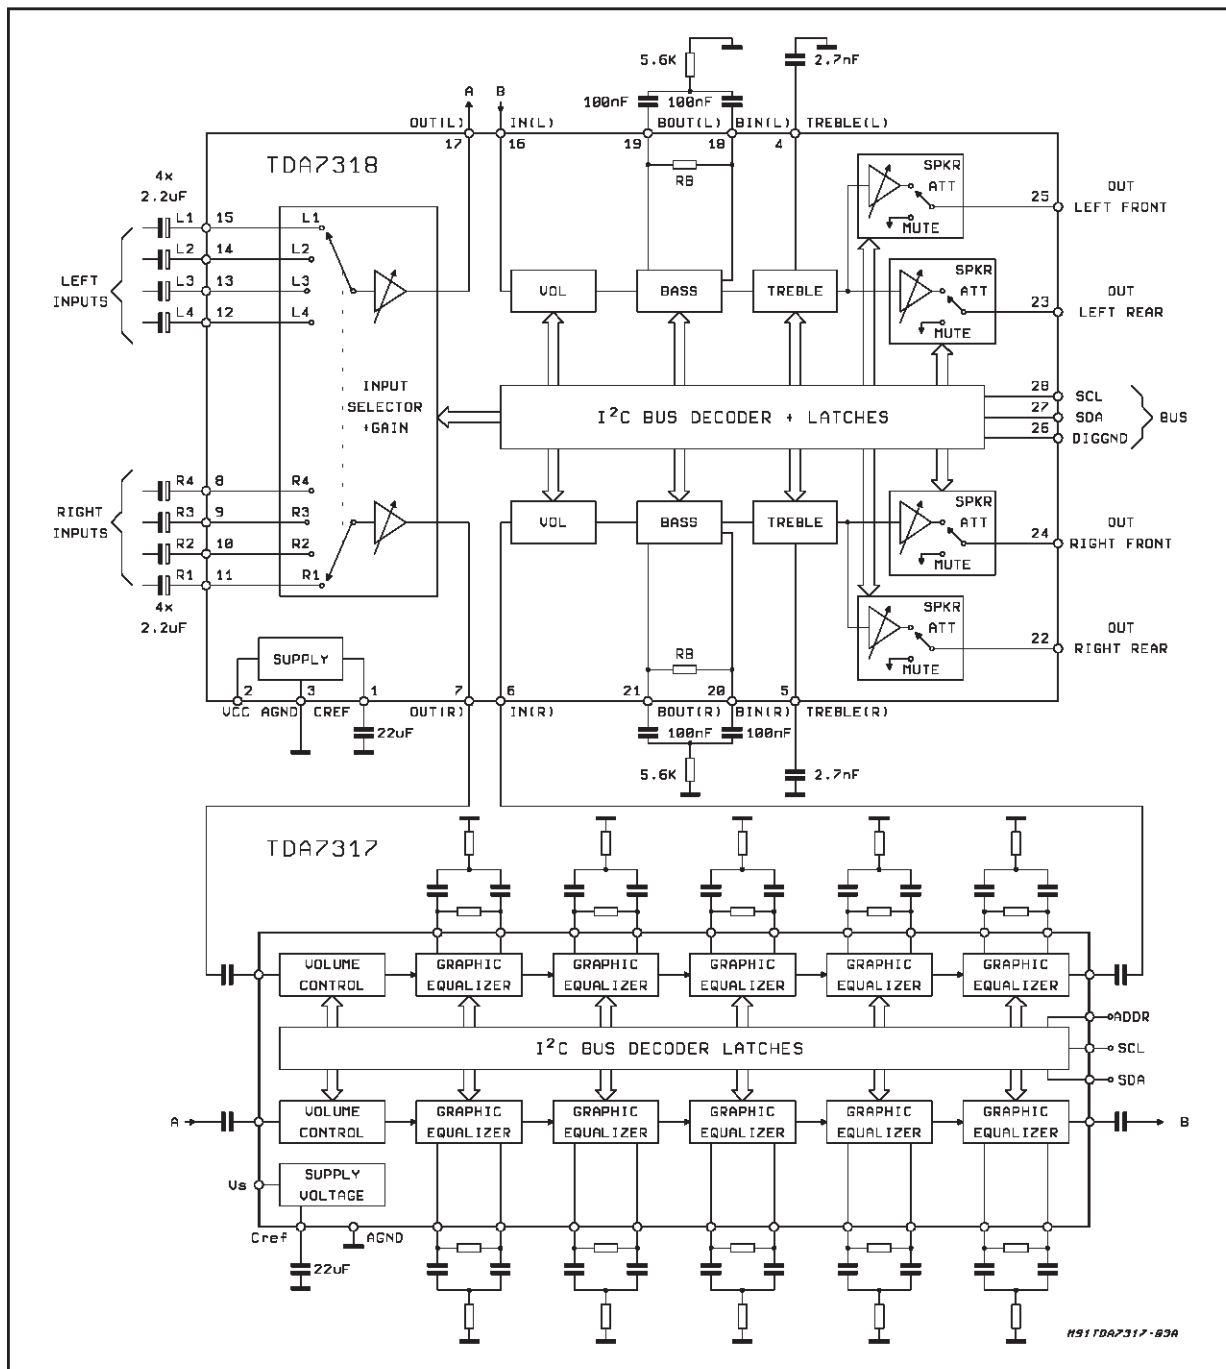 5.6K
2.7nF
A B
100nF 100nF
OUT(L) IN(L) BOUT(L) BIN(L) TREBLE(L)
17 16 19 18 4
TDA7318
4x
2.2uF
RB
SPKR
ATT
MUTE
25
OUT
LEFT FRONT
L1 15 L1
L2 14 L2
L3 13 L3
L4 12 L4
LEFT
INPUTS
VOL
BASS
TREBLE
SPKR
ATT
MUTE
23
OUT
LEFT REAR
INPUT
SELECTOR
+GAIN
I²C BUS DECODER + LATCHES
28 SCL
27 SDA
26 DIGGND
BUS
R4 8 R4
R3 9 R3
R2 10 R2
R1 11 R1
RIGHT
INPUTS
4x
2.2uF
VOL
BASS
TREBLE
SPKR
ATT
MUTE
24
OUT
RIGHT FRONT
SPKR
ATT
MUTE
22
OUT
RIGHT REAR
SUPPLY
RB
2 3 1 7 6 21 20 5
VCC AGND CREF OUT(R) IN(R) BOUT(R) BIN(R) TREBLE(R)
22uF
100nF 100nF
5.6K
2.7nF
TDA7317
VOLUME
CONTROL
GRAPHIC
EQUALIZER
GRAPHIC
EQUALIZER
GRAPHIC
EQUALIZER
GRAPHIC
EQUALIZER
GRAPHIC
EQUALIZER
I²C BUS DECODER LATCHES
ADDR
SCL
SDA
A
VOLUME
CONTROL
GRAPHIC
EQUALIZER
GRAPHIC
EQUALIZER
GRAPHIC
EQUALIZER
GRAPHIC
EQUALIZER
GRAPHIC
EQUALIZER
B
Vs
SUPPLY
VOLTAGE
Cref AGND
22uF
M91TDA7317-03A